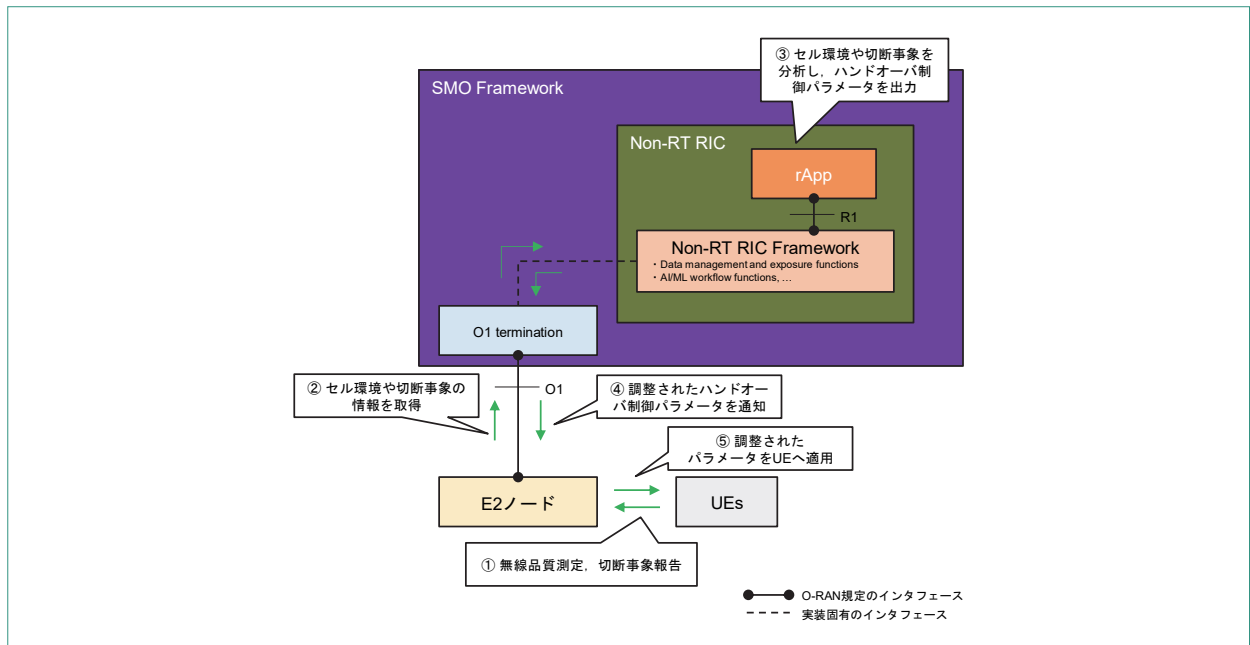 ③ セル環境や切断事象を
分析し，ハンドオーバ制
御パラメータを出力
SMO Framework
Non-RT RIC
rApp
R1
Non-RT RIC Framework
・Data management and exposure functions
・AI/ML workflow functions, …
O1 termination
② セル環境や切断事象の
情報を取得
O1
④ 調整されたハンドオー
バ制御パラメータを通知
⑤ 調整された
パラメータをUEへ適用
E2ノード
UEs
① 無線品質測定，切断事象報告
O-RAN規定のインタフェース
実装固有のインタフェース